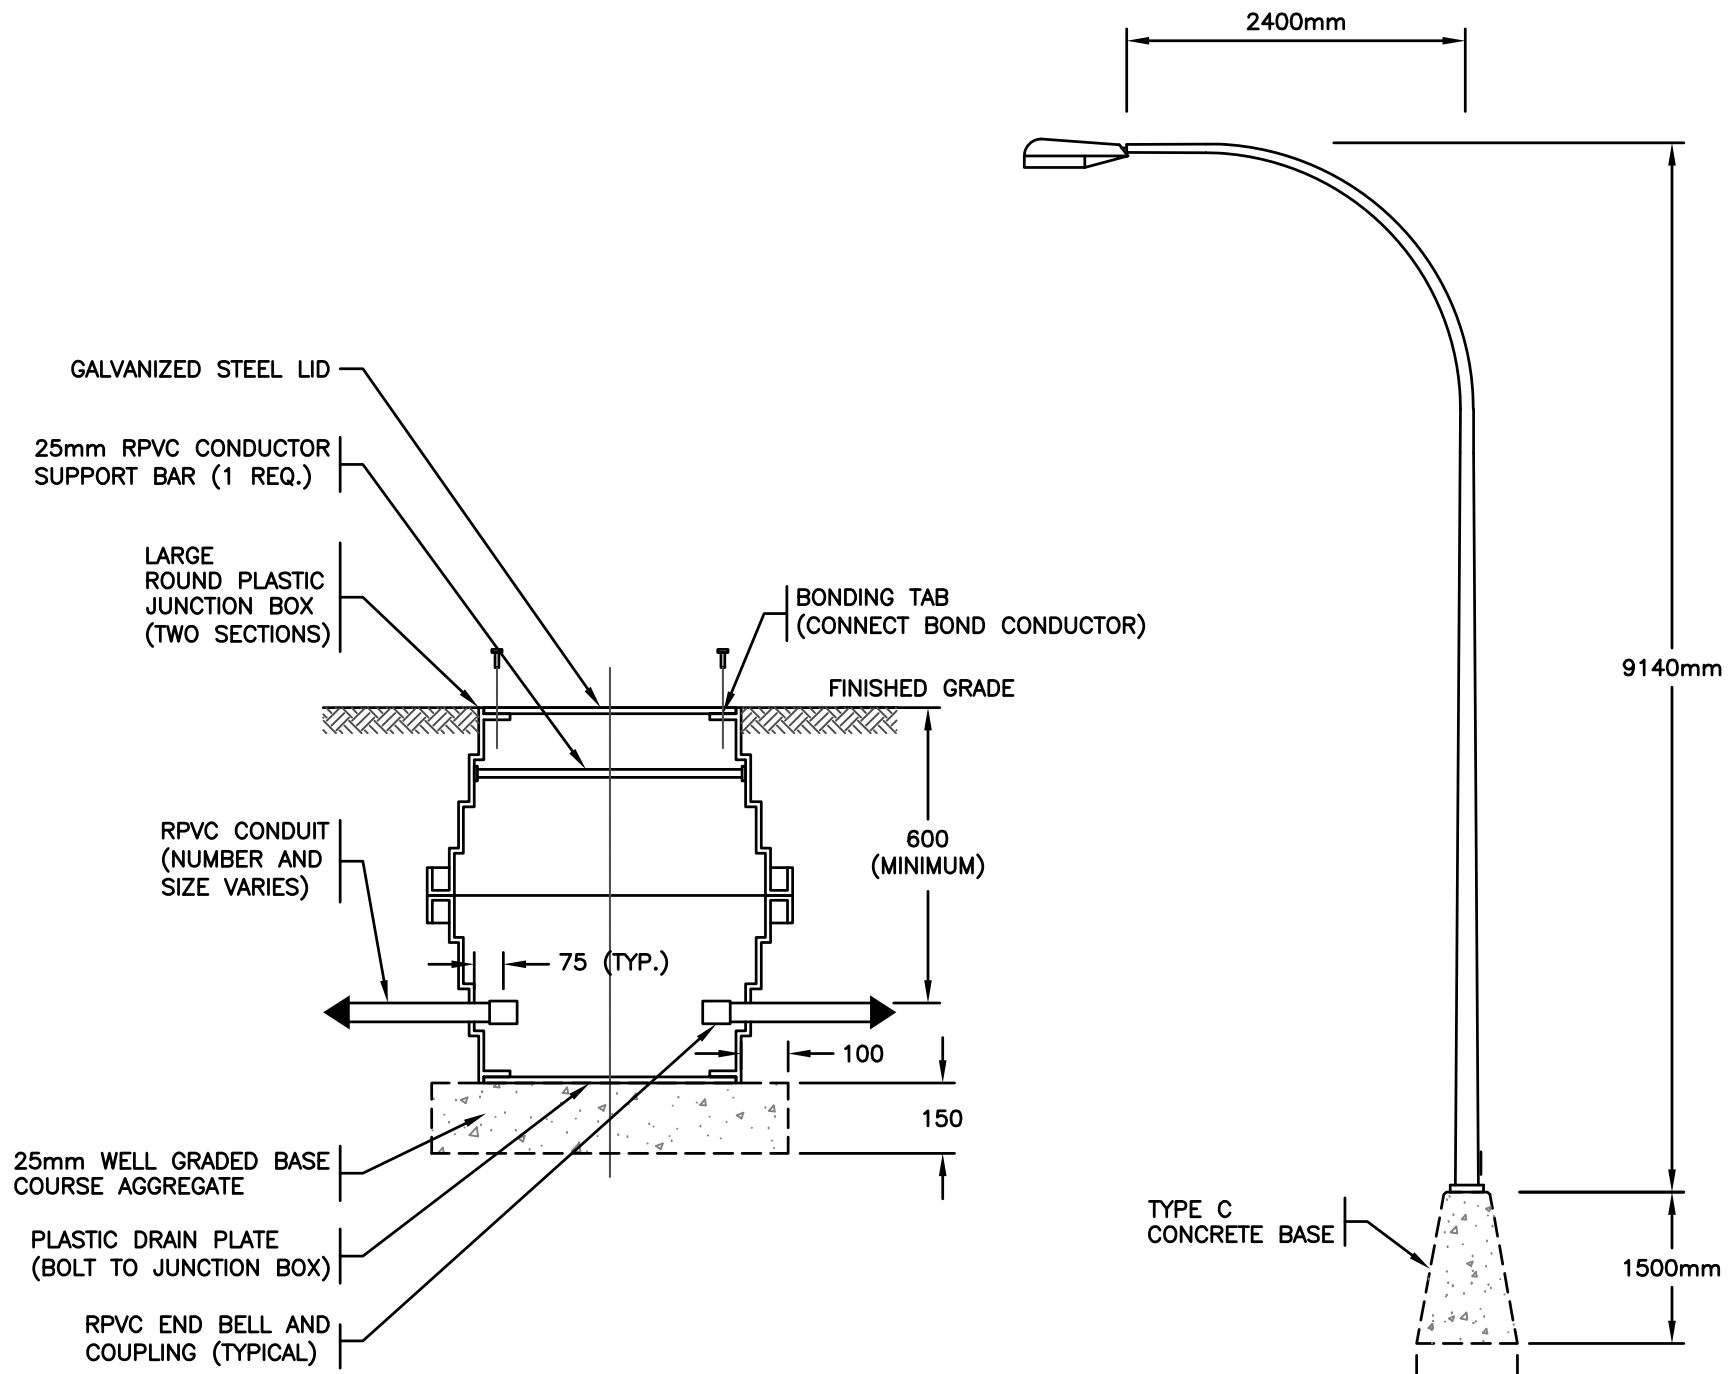 2400mm
GALVANIZED STEEL LID
25mm RPVC CONDUCTOR
SUPPORT BAR (1 REQ.)
LARGE
ROUND PLASTIC
JUNCTION BOX
(TWO SECTIONS)
BONDING TAB
(CONNECT BOND CONDUCTOR)
FINISHED GRADE
9140mm
RPVC CONDUIT
(NUMBER AND
SIZE VARIES)
600
(MINIMUM)
75 (TYP.)
100
150
25mm WELL GRADED BASE
COURSE AGGREGATE
PLASTIC DRAIN PLATE
(BOLT TO JUNCTION BOX)
RPVC END BELL AND
COUPLING (TYPICAL)
TYPE C
CONCRETE BASE
1500mm